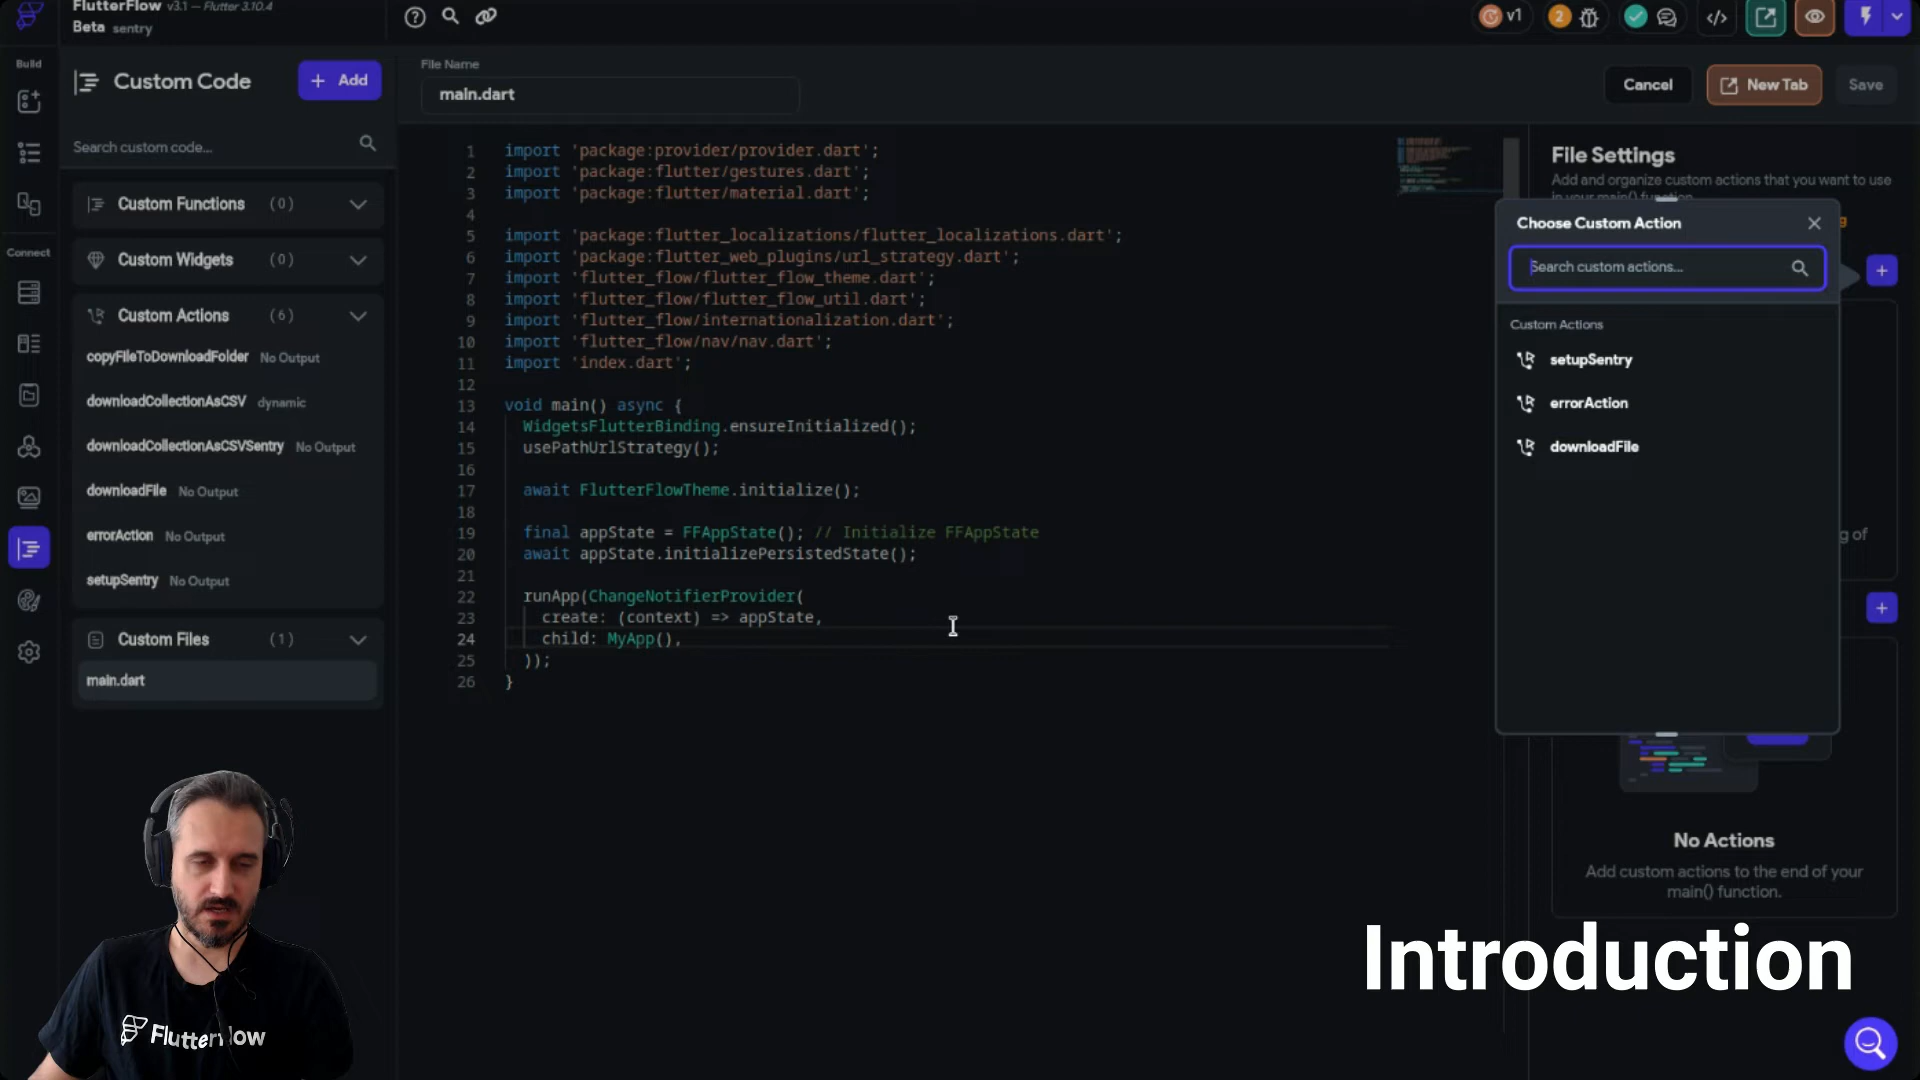 FlutterFlow v3.1 — Flutter 3.10.4
Beta sentry
v1
2
Build
Connect
Custom Code
Add
Search custom code...
Custom Functions (0)
Custom Widgets (0)
Custom Actions (6)
copyFileToDownloadFolder No Output
downloadCollectionAsCSV dynamic
downloadCollectionAsCSVSentry No Output
downloadFile No Output
errorAction No Output
setupSentry No Output
Custom Files (1)
main.dart
File Name
main.dart
Cancel
New Tab
Save
1 import 'package:provider/provider.dart';
2 import 'package:flutter/gestures.dart';
3 import 'package:flutter/material.dart';
4
5 import 'package:flutter_localizations/flutter_localizations.dart';
6 import 'package:flutter_web_plugins/url_strategy.dart';
7 import 'flutter_flow/flutter_flow_theme.dart';
8 import 'flutter_flow/flutter_flow_util.dart';
9 import 'flutter_flow/internationalization.dart';
10 import 'flutter_flow/nav/nav.dart';
11 import 'index.dart';
12
13 void main() async {
14 WidgetsFlutterBinding.ensureInitialized();
15 usePathUrlStrategy();
16
17 await FlutterFlowTheme.initialize();
18
19 final appState = FFAppState(); // Initialize FFAppState
20 await appState.initializePersistedState();
21
22 runApp(ChangeNotifierProvider(
23 create: (context) => appState,
24 child: MyApp(),
25 ));
26 }
File Settings
Add and organize custom actions that you want to use
in your main() function.
Choose Custom Action
Search custom actions...
Custom Actions
setupSentry
errorAction
downloadFile
g of
No Actions
Add custom actions to the end of your
main() function.
Introduction
FlutterFlow